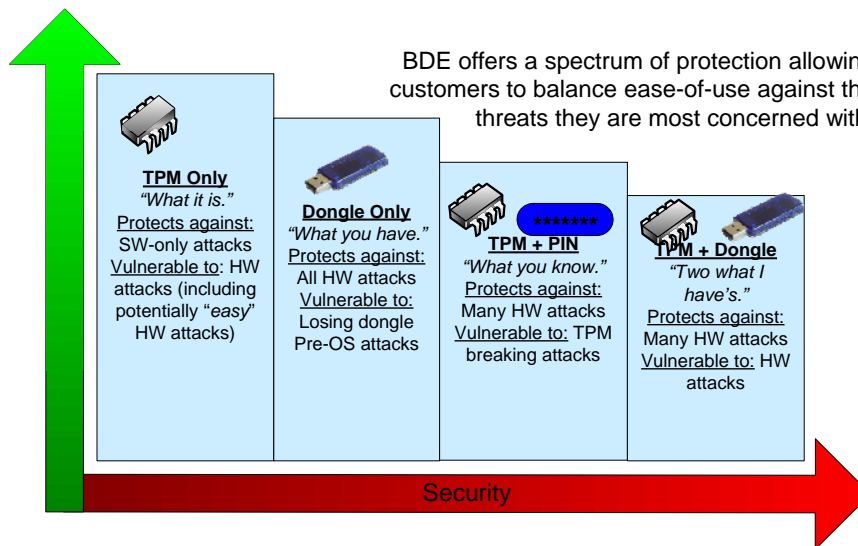 BDE offers a spectrum of protection allowin
customers to balance ease-of-use against th
threats they are most concerned with
TPM Only
“What it is.”
Protects against:
SW-only attacks
Vulnerable to: HW
attacks (including
potentially “easy”
HW attacks)
Dongle Only
“What you have.”
Protects against:
All HW attacks
Vulnerable to:
Losing dongle
Pre-OS attacks
*******
TPM + PIN
“What you know.”
Protects against:
Many HW attacks
Vulnerable to: TPM
breaking attacks
TPM + Dongle
“Two what I
have’s.”
Protects against:
Many HW attacks
Vulnerable to: HW
attacks
Security